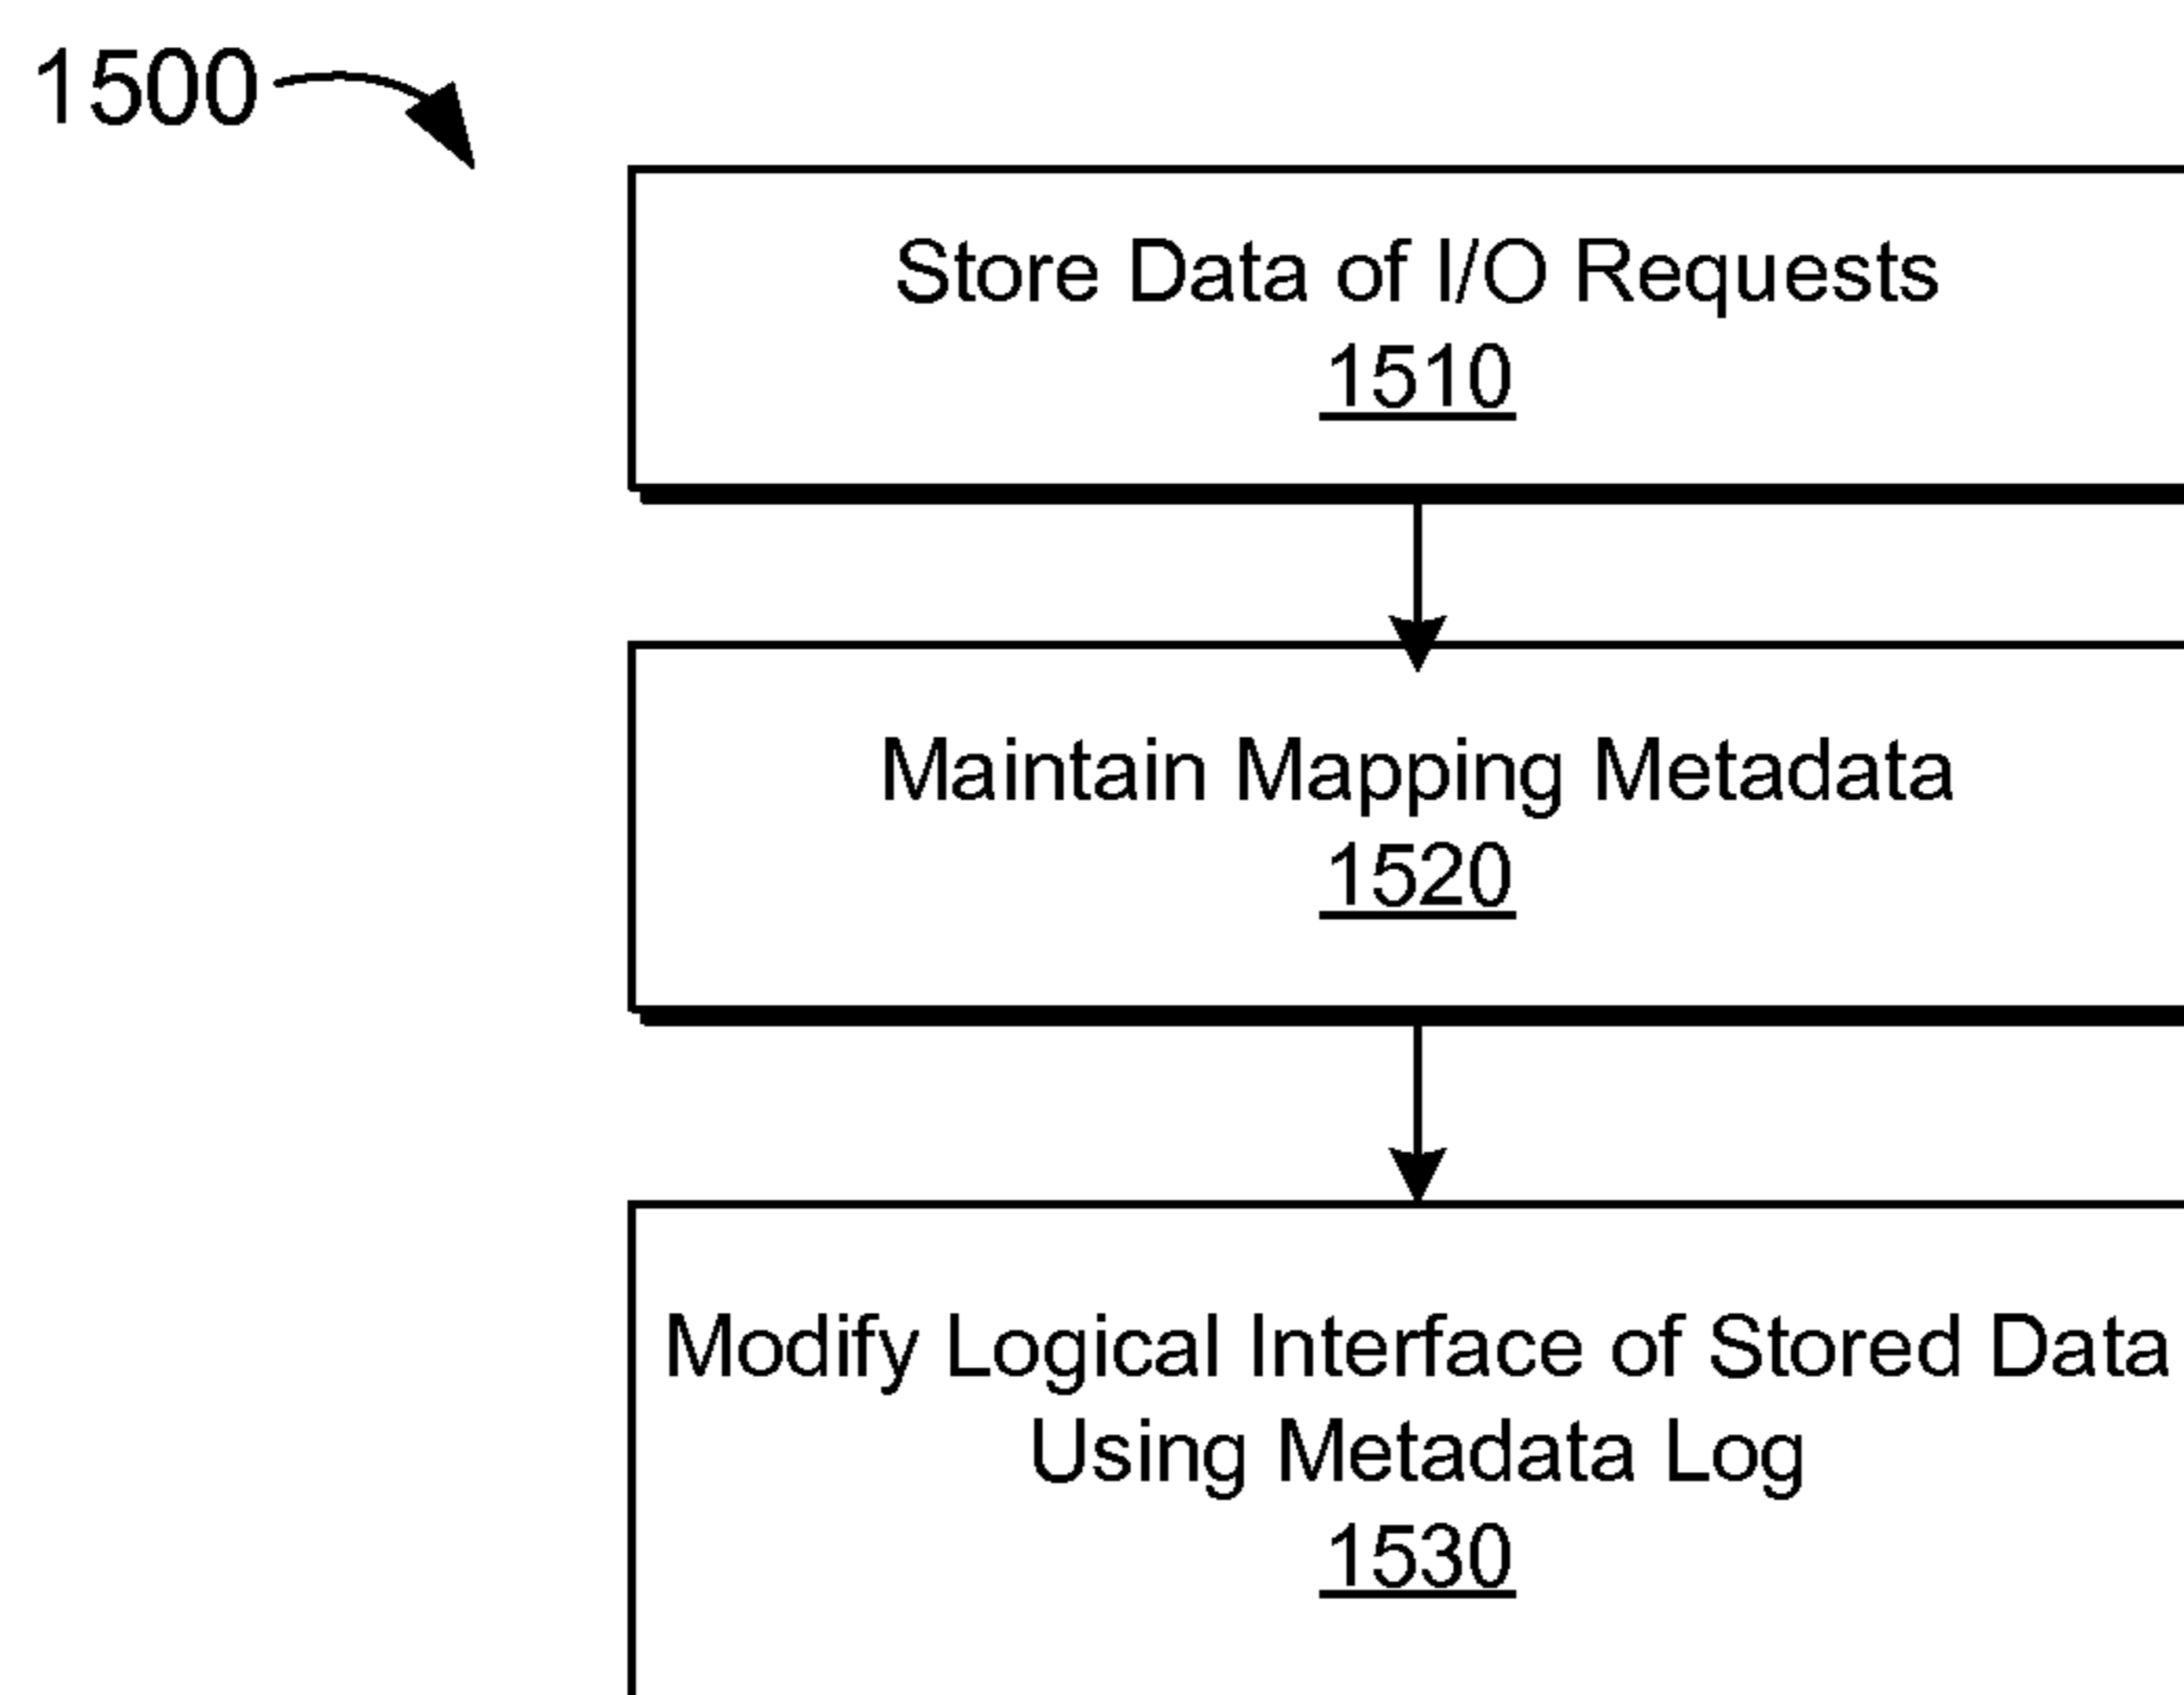 1500
Store Data of I/O Requests
1510
Maintain Mapping Metadata
1520
Modify Logical Interface of Stored Data
Using Metadata Log
1530